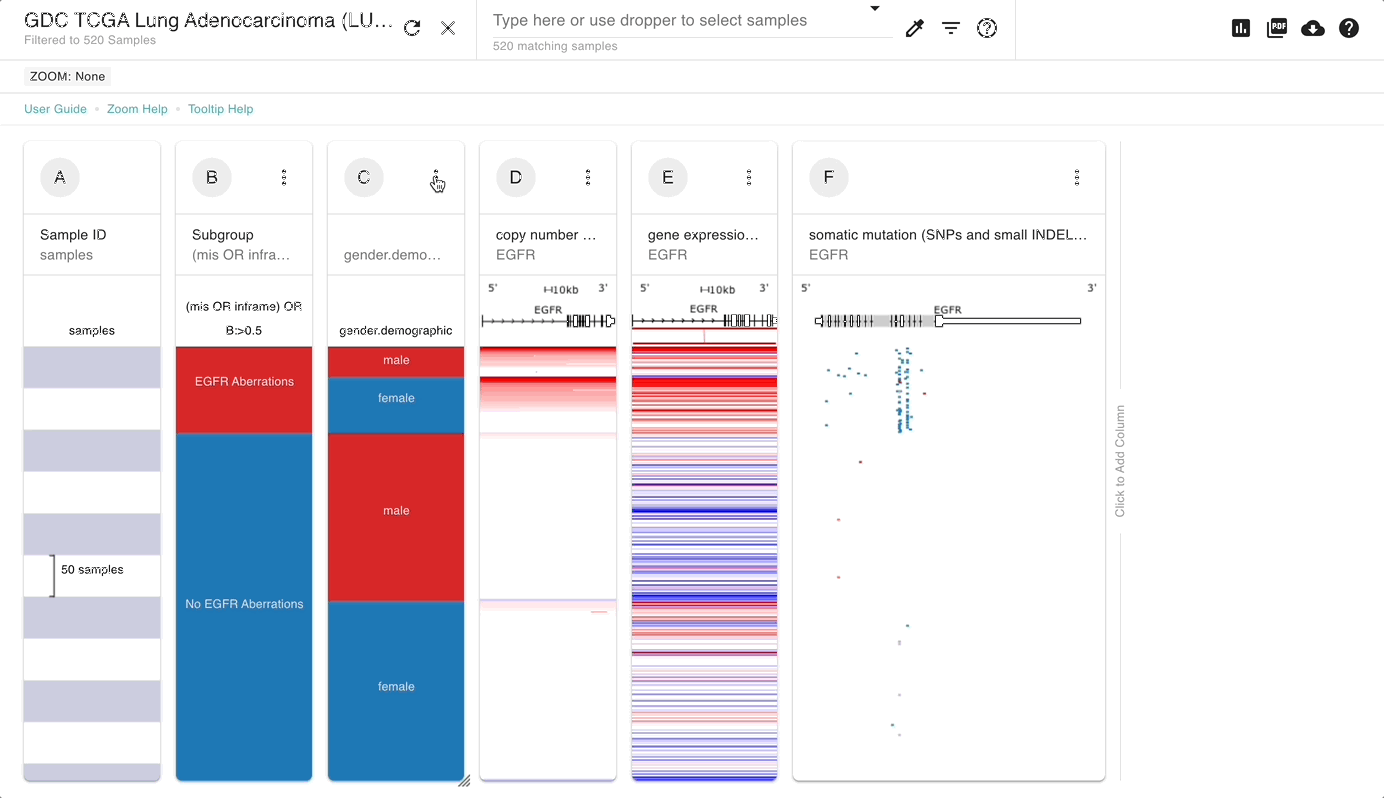 GDC TCGA Lung Adenocarcinoma (LU...
Filtered to 520 Samples
Type here or use dropper to select samples
520 matching samples
PDF
ZOOM: None
User Guide • Zoom Help • Tooltip Help
A
B
C
D
E
F
Sample ID
samples
Subgroup
(mis OR infra...
gender.demo...
copy number ...
EGFR
gene expressio...
EGFR
somatic mutation (SNPs and small INDEL...
EGFR
samples
(mis OR inframe) OR
B:>0.5
gender.demographic
5' 10kb 3'
EGFR
5' 10kb 3'
EGFR
5' 3'
EGFR
50 samples
EGFR Aberrations
No EGFR Aberrations
male
female
male
female
Click to Add Column